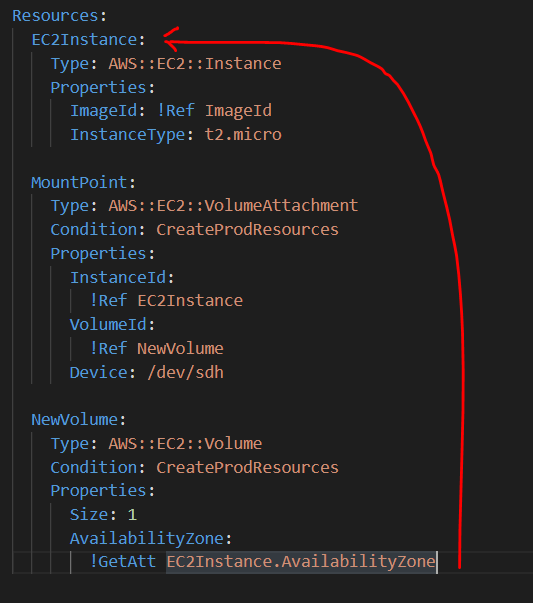 Resources:
  EC2Instance:
    Type: AWS::EC2::Instance
    Properties:
      ImageId: !Ref ImageId
      InstanceType: t2.micro

  MountPoint:
    Type: AWS::EC2::VolumeAttachment
    Condition: CreateProdResources
    Properties:
      InstanceId:
        !Ref EC2Instance
      VolumeId:
        !Ref NewVolume
      Device: /dev/sdh

  NewVolume:
    Type: AWS::EC2::Volume
    Condition: CreateProdResources
    Properties:
      Size: 1
      AvailabilityZone:
        !GetAtt EC2Instance.AvailabilityZone